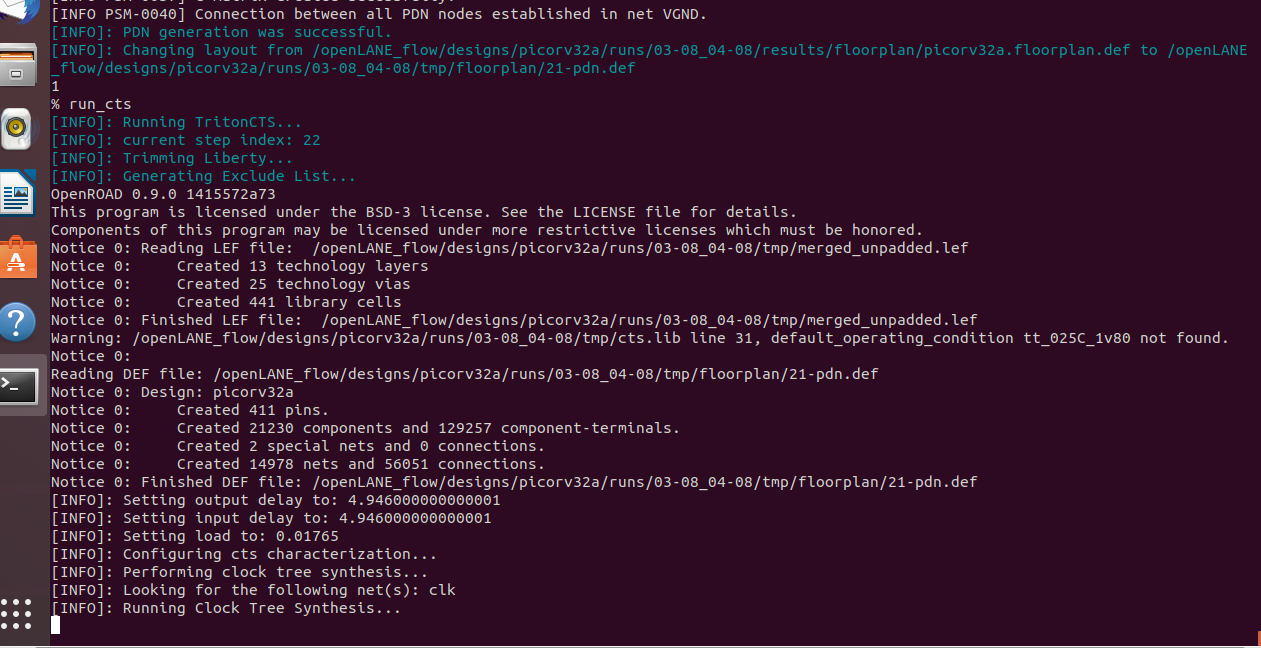 [INFO PSM-0040] Connection between all PDN nodes established in net VGND.
[INFO]: PDN generation was successful.
[INFO]: Changing layout from /openLANE_flow/designs/picorv32a/runs/03-08_04-08/results/floorplan/picorv32a.floorplan.def to /openLANE
_flow/designs/picorv32a/runs/03-08_04-08/tmp/floorplan/21-pdn.def
1
% run_cts
[INFO]: Running TritonCTS...
[INFO]: current step index: 22
[INFO]: Trimming Liberty...
[INFO]: Generating Exclude List...
OpenROAD 0.9.0 1415572a73
This program is licensed under the BSD-3 license. See the LICENSE file for details.
Components of this program may be licensed under more restrictive licenses which must be honored.
Notice 0: Reading LEF file:  /openLANE_flow/designs/picorv32a/runs/03-08_04-08/tmp/merged_unpadded.lef
Notice 0:     Created 13 technology layers
Notice 0:     Created 25 technology vias
Notice 0:     Created 441 library cells
Notice 0: Finished LEF file:  /openLANE_flow/designs/picorv32a/runs/03-08_04-08/tmp/merged_unpadded.lef
Warning: /openLANE_flow/designs/picorv32a/runs/03-08_04-08/tmp/cts.lib line 31, default_operating_condition tt_025C_1v80 not found.
Notice 0:
Reading DEF file: /openLANE_flow/designs/picorv32a/runs/03-08_04-08/tmp/floorplan/21-pdn.def
Notice 0: Design: picorv32a
Notice 0:     Created 411 pins.
Notice 0:     Created 21230 components and 129257 component-terminals.
Notice 0:     Created 2 special nets and 0 connections.
Notice 0:     Created 14978 nets and 56051 connections.
Notice 0: Finished DEF file: /openLANE_flow/designs/picorv32a/runs/03-08_04-08/tmp/floorplan/21-pdn.def
[INFO]: Setting output delay to: 4.946000000000001
[INFO]: Setting input delay to: 4.946000000000001
[INFO]: Setting load to: 0.01765
[INFO]: Configuring cts characterization...
[INFO]: Performing clock tree synthesis...
[INFO]: Looking for the following net(s): clk
[INFO]: Running Clock Tree Synthesis...